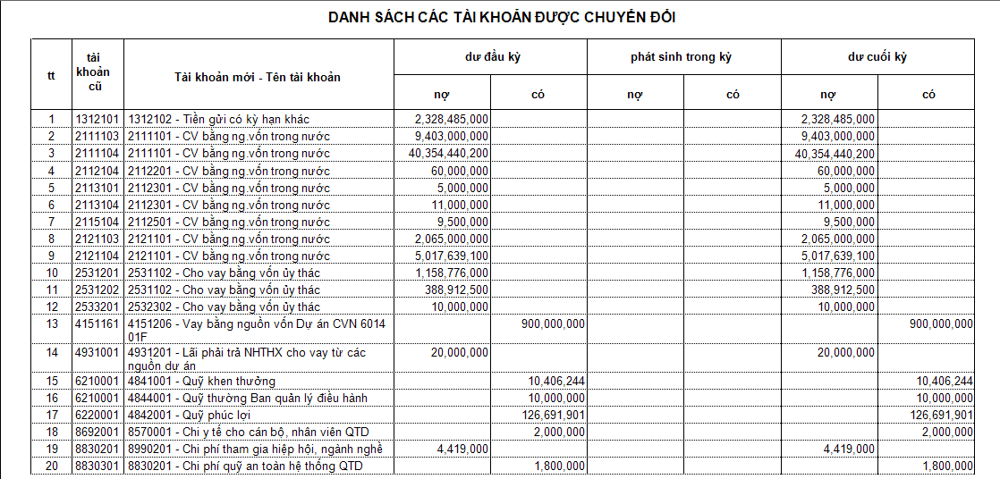 DANH SÁCH CÁC TÀI KHOẢN ĐƯỢC CHUYỂN ĐỔI
tt tài khoản cũ Tài khoản mới - Tên tài khoản dư đầu kỳ phát sinh trong kỳ dư cuối kỳ
nợ có nợ có nợ có
1 1312101 1312102 - Tiền gửi có kỳ hạn khác 2,328,485,000 2,328,485,000
2 2111103 2111101 - CV bằng ng.vốn trong nước 9,403,000,000 9,403,000,000
3 2111104 2111101 - CV bằng ng.vốn trong nước 40,354,440,200 40,354,440,200
4 2112104 2112201 - CV bằng ng.vốn trong nước 60,000,000 60,000,000
5 2113101 2112301 - CV bằng ng.vốn trong nước 5,000,000 5,000,000
6 2113104 2112301 - CV bằng ng.vốn trong nước 11,000,000 11,000,000
7 2115104 2112501 - CV bằng ng.vốn trong nước 9,500,000 9,500,000
8 2121103 2121101 - CV bằng ng.vốn trong nước 2,065,000,000 2,065,000,000
9 2121104 2121101 - CV bằng ng.vốn trong nước 5,017,639,100 5,017,639,100
10 2531201 2531102 - Cho vay bằng vốn ủy thác 1,158,776,000 1,158,776,000
11 2531202 2531102 - Cho vay bằng vốn ủy thác 388,912,500 388,912,500
12 2533201 2532302 - Cho vay bằng vốn ủy thác 10,000,000 10,000,000
13 4151161 4151206 - Vay bằng nguồn vốn Dự án CVN 6014 900,000,000 900,000,000
01F
14 4931001 4931201 - Lãi phải trả NHTHX cho vay từ các 20,000,000 20,000,000
nguồn dự án
15 6210001 4841001 - Quỹ khen thưởng 10,406,244 10,406,244
16 6210001 4844001 - Quỹ thưởng Ban quản lý điều hành 10,000,000 10,000,000
17 6220001 4842001 - Quỹ phúc lợi 126,691,901 126,691,901
18 8692001 8570001 - Chi y tế cho cán bộ, nhân viên QTD 2,000,000 2,000,000
19 8830201 8990201 - Chi phí tham gia hiệp hội, ngành nghề 4,419,000 4,419,000
20 8830301 8830201 - Chi phí quỹ an toàn hệ thống QTD 1,800,000 1,800,000